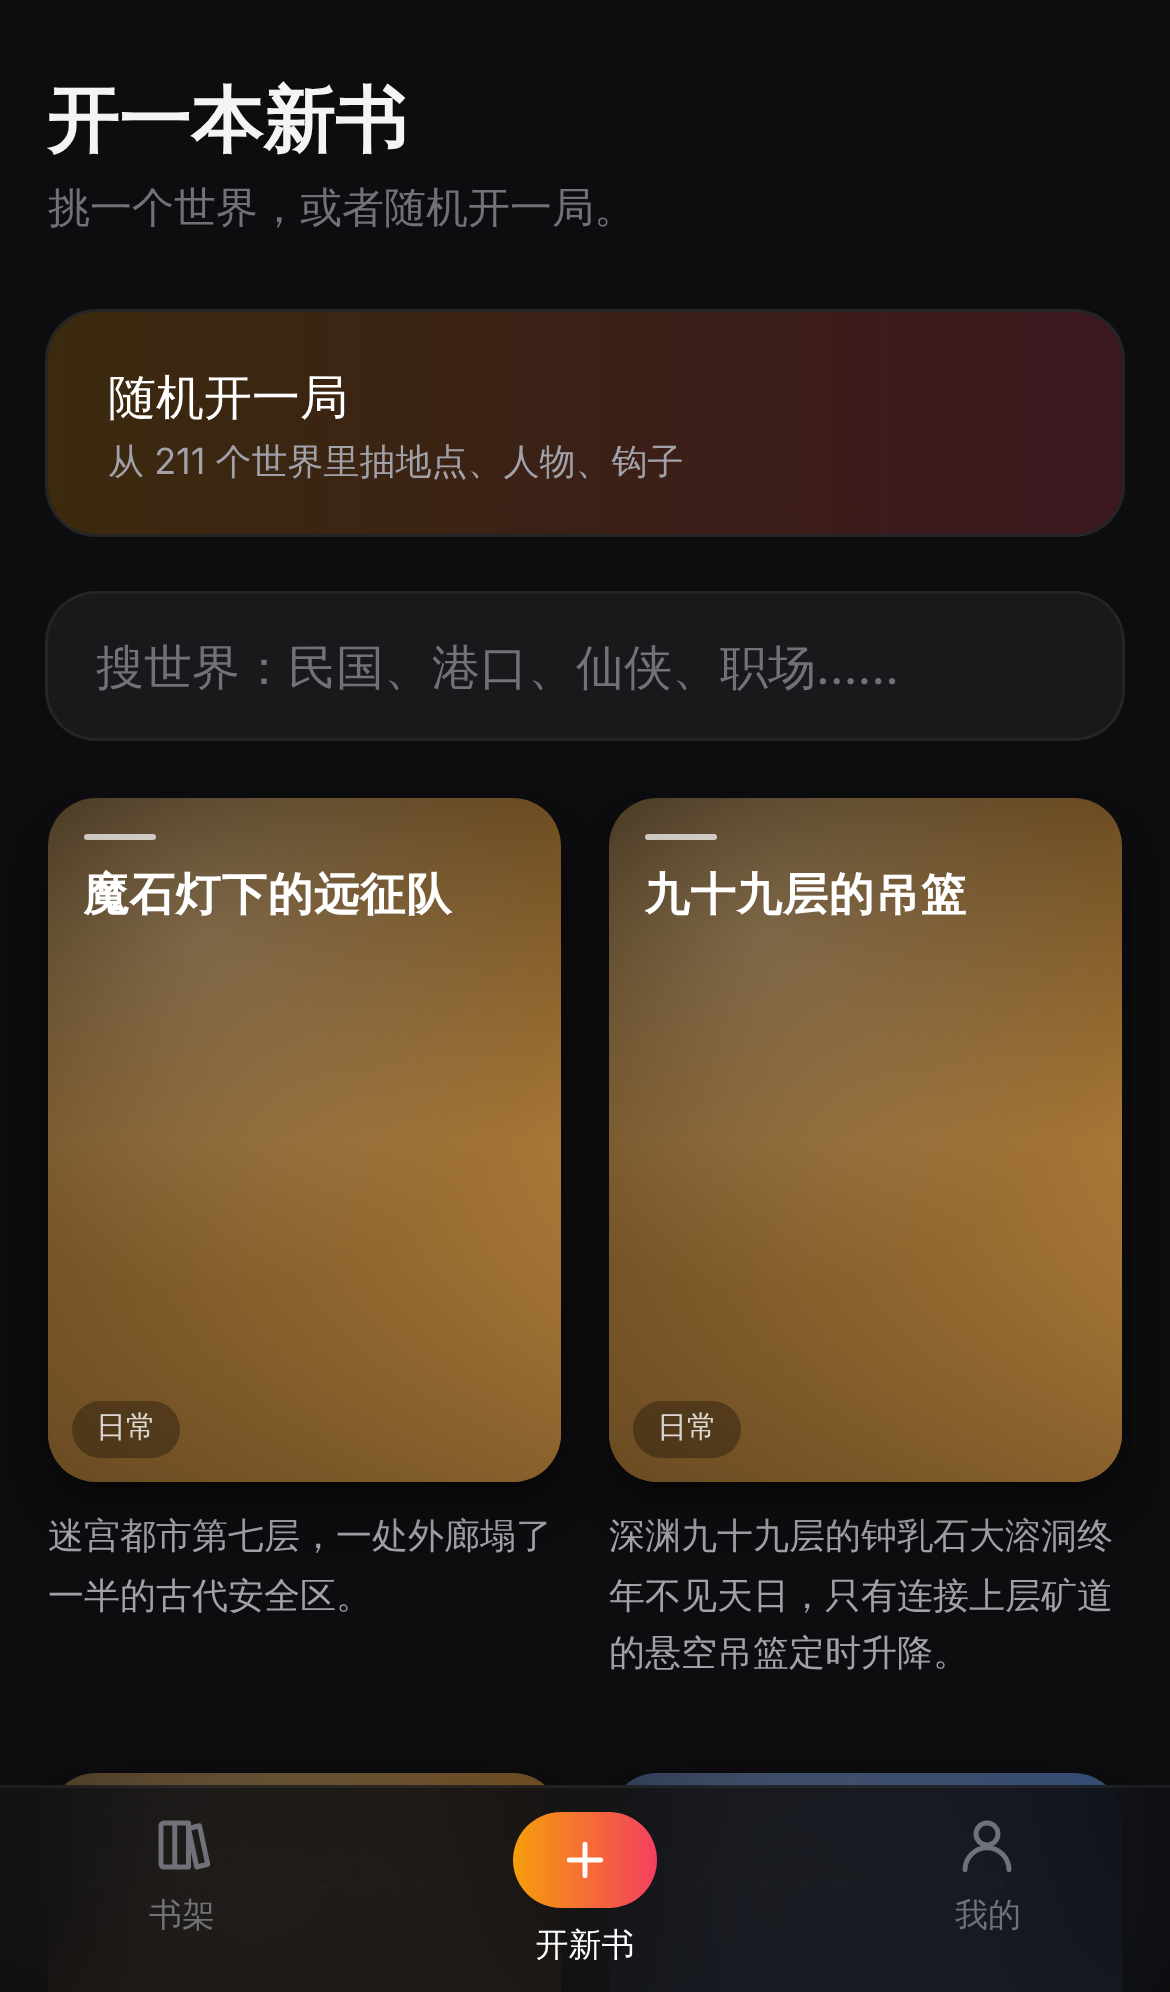 开一本新书
挑一个世界，或者随机开一局。
随机开一局
从 211 个世界里抽地点、人物、钩子
搜世界：民国、港口、仙侠、职场......
魔石灯下的远征队
日常
迷宫都市第七层，一处外廊塌了
一半的古代安全区。
九十九层的吊篮
日常
深渊九十九层的钟乳石大溶洞终
年不见天日，只有连接上层矿道
的悬空吊篮定时升降。
书架
开新书
我的